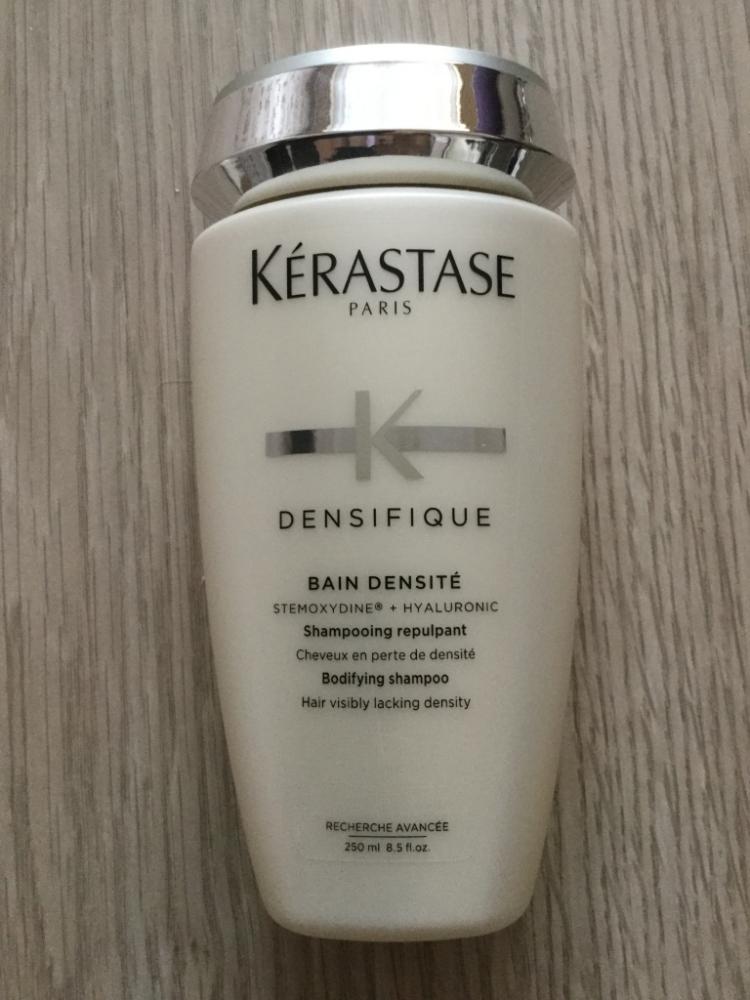 KÉRASTASE
PARIS
K
DENSIFIQUE
BAIN DENSITÉ
STEMOXYDINE® + HYALURONIC
Shampooing repulpant
Cheveux en perte de densité
Bodifying shampoo
Hair visibly lacking density
RECHERCHE AVANCÉE
250 ml 8.5 fl.oz.